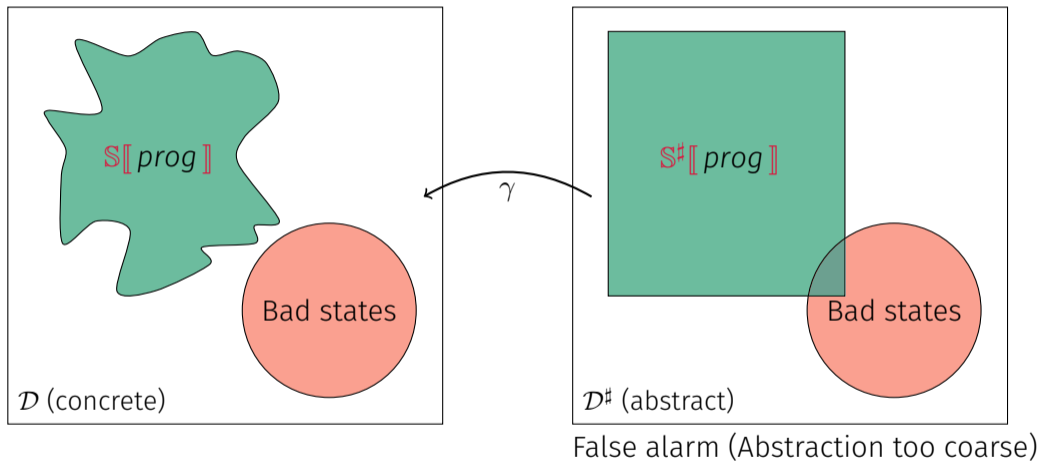 𝕊⟦prog⟧
Bad states
𝒟 (concrete)
γ
𝕊♯⟦prog⟧
Bad states
𝒟♯ (abstract)
False alarm (Abstraction too coarse)